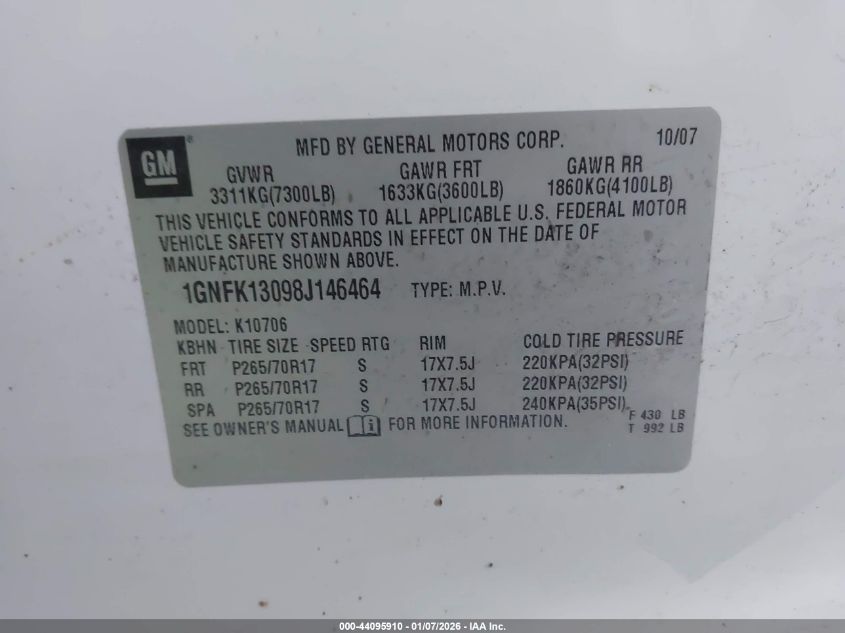 GM
MFD BY GENERAL MOTORS CORP. 10/07
GVWR GAWR FRT GAWR RR
3311KG(7300LB) 1633KG(3600LB) 1860KG(4100LB)
THIS VEHICLE CONFORMS TO ALL APPLICABLE U.S. FEDERAL MOTOR
VEHICLE SAFETY STANDARDS IN EFFECT ON THE DATE OF
MANUFACTURE SHOWN ABOVE.
1GNFK13098J146464 TYPE: M.P.V.
MODEL: K10706
KBHN TIRE SIZE SPEED RTG RIM COLD TIRE PRESSURE
FRT P265/70R17 S 17X7.5J 220KPA(32PSI)
RR P265/70R17 S 17X7.5J 220KPA(32PSI)
SPA P265/70R17 S 17X7.5J 240KPA(35PSI)
SEE OWNER'S MANUAL FOR MORE INFORMATION.
F 430 LB
T 992 LB
000-44095910 - 01/07/2026 - IAA Inc.